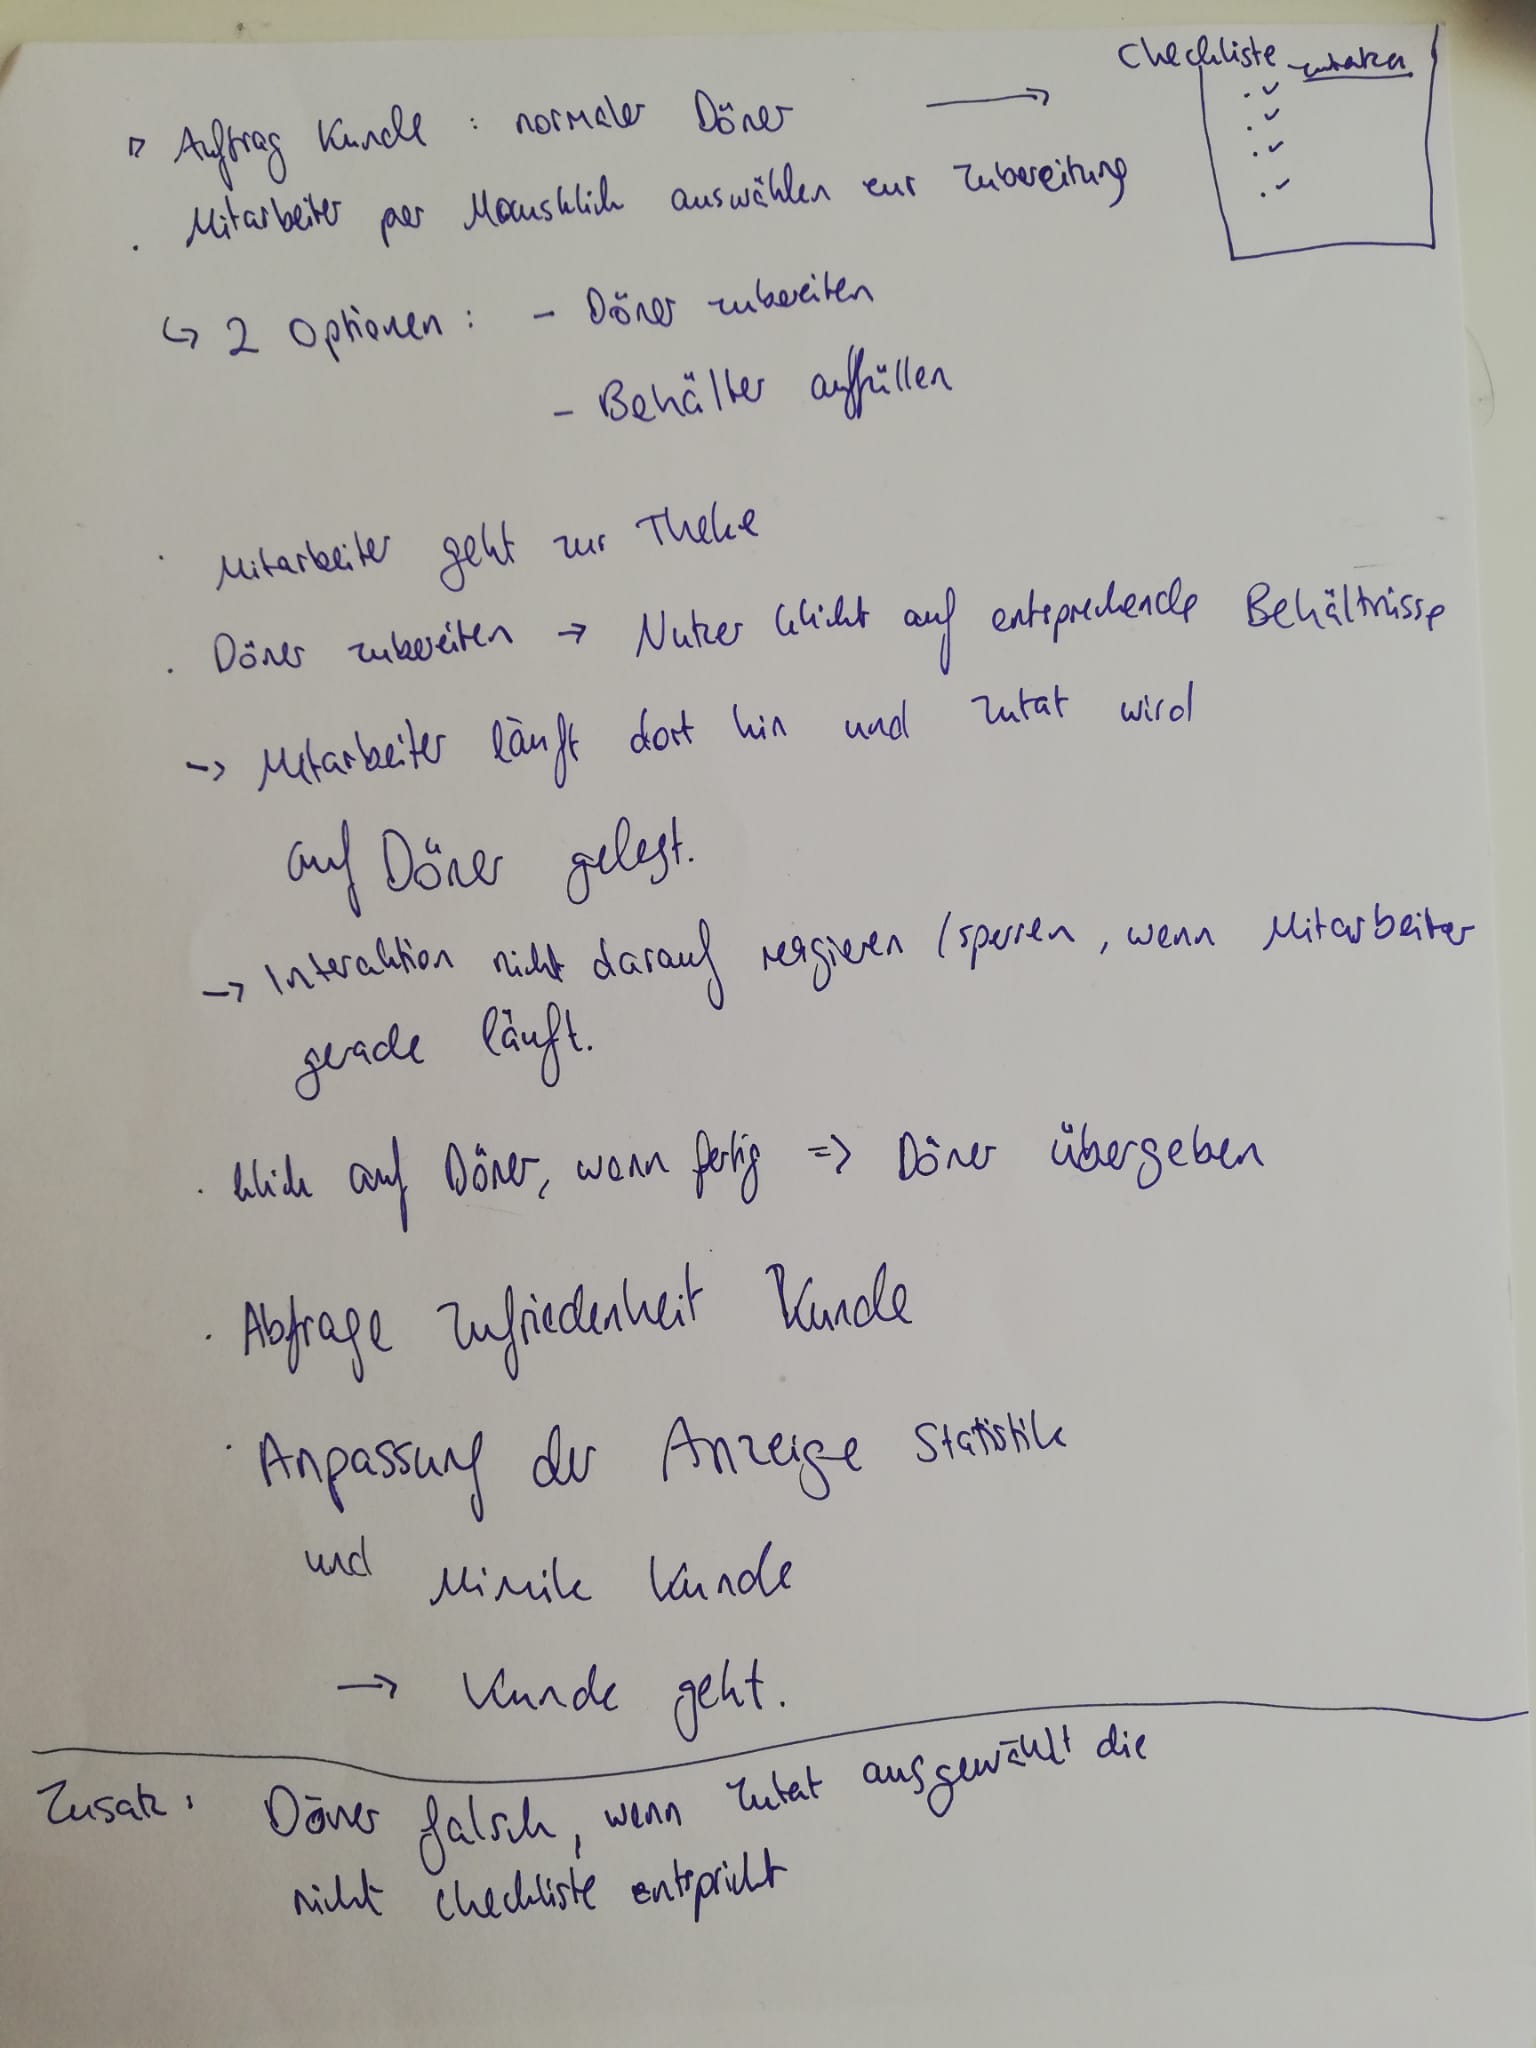 Checkliste Zutaten
Auftrag Kunde : normaler Döner →
· ✓
· ✓
· ✓
· ✓
· Mitarbeiter per Mausklick auswählen zur Zubereitung
↪ 2 Optionen : - Döner zubereiten
- Behälter auffüllen
· Mitarbeiter geht zur Theke
· Döner zubereiten → Nutzer klickt auf entsprechende Behältnisse
-> Mitarbeiter läuft dort hin und Zutat wird
auf Döner gelegt.
-> Interaktion nicht darauf reagieren / sperren, wenn Mitarbeiter
gerade läuft.
· klick auf Döner, wenn fertig => Döner übergeben
· Abfrage Zufriedenheit Kunde
· Anpassung der Anzeige Statistik
und Mimik Kunde
→ Kunde geht.
Zusatz: Döner falsch, wenn Zutat ausgewählt die
nicht Checkliste entspricht